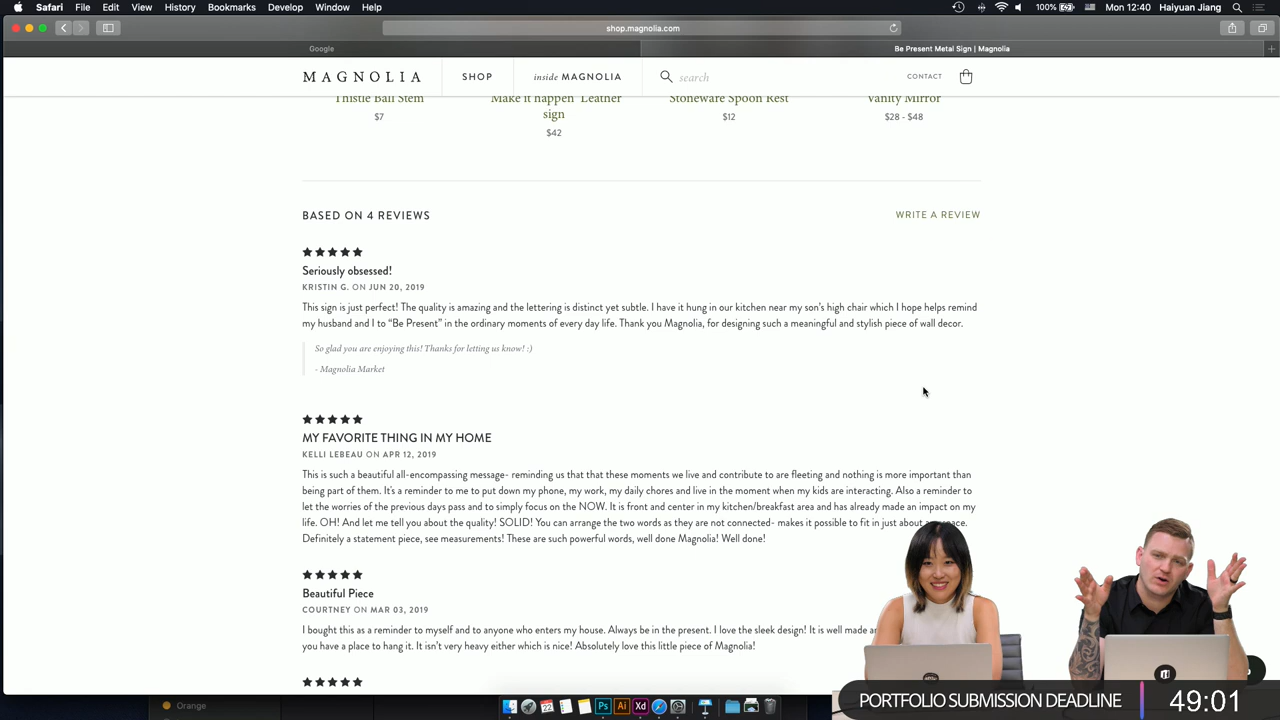 Safari File Edit View History Bookmarks Develop Window Help 100% Mon 12:40 Haiyuan Jiang
shop.magnolia.com
Google Be Present Metal Sign | Magnolia
MAGNOLIA SHOP inside MAGNOLIA search CONTACT
Thistle Ball Stem Make it happen Leather Stoneware Spoon Rest Vanity Mirror
sign
$7 $12 $28 - $48
$42
BASED ON 4 REVIEWS WRITE A REVIEW
Seriously obsessed!
KRISTIN G. ON JUN 20, 2019
This sign is just perfect! The quality is amazing and the lettering is distinct yet subtle. I have it hung in our kitchen near my son's high chair which I hope helps remind
my husband and I to “Be Present” in the ordinary moments of every day life. Thank you Magnolia, for designing such a meaningful and stylish piece of wall decor.
So glad you are enjoying this! Thanks for letting us know! :)
- Magnolia Market
MY FAVORITE THING IN MY HOME
KELLI LEBEAU ON APR 12, 2019
This is such a beautiful all-encompassing message- reminding us that that these moments we live and contribute to are fleeting and nothing is more important than
being part of them. It's a reminder to me to put down my phone, my work, my daily chores and live in the moment when my kids are interacting. Also a reminder to
let the worries of the previous days pass and to simply focus on the NOW. It is front and center in my kitchen/breakfast area and has already made an impact on my
life. OH! And let me tell you about the quality! SOLID! You can arrange the two words as they are not connected- makes it possible to fit in just about
Definitely a statement piece, see measurements! These are such powerful words, well done Magnolia! Well done!
Beautiful Piece
COURTNEY ON MAR 03, 2019
I bought this as a reminder to myself and to anyone who enters my house. Always be in the present. I love the sleek design! It is well made
you have a place to hang it. It isn't very heavy either which is nice! Absolutely love this little piece of Magnolia!
Orange
Ps Ai Xd
PORTFOLIO SUBMISSION DEADLINE 49:01